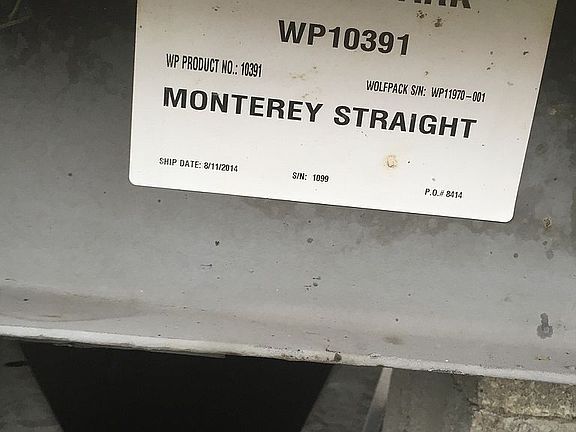 WP10391
WP PRODUCT NO.: 10391
WOLFPACK S/N: WP11970-001
MONTEREY STRAIGHT
SHIP DATE: 8/11/2014
S/N: 1099
P.O.# 8414